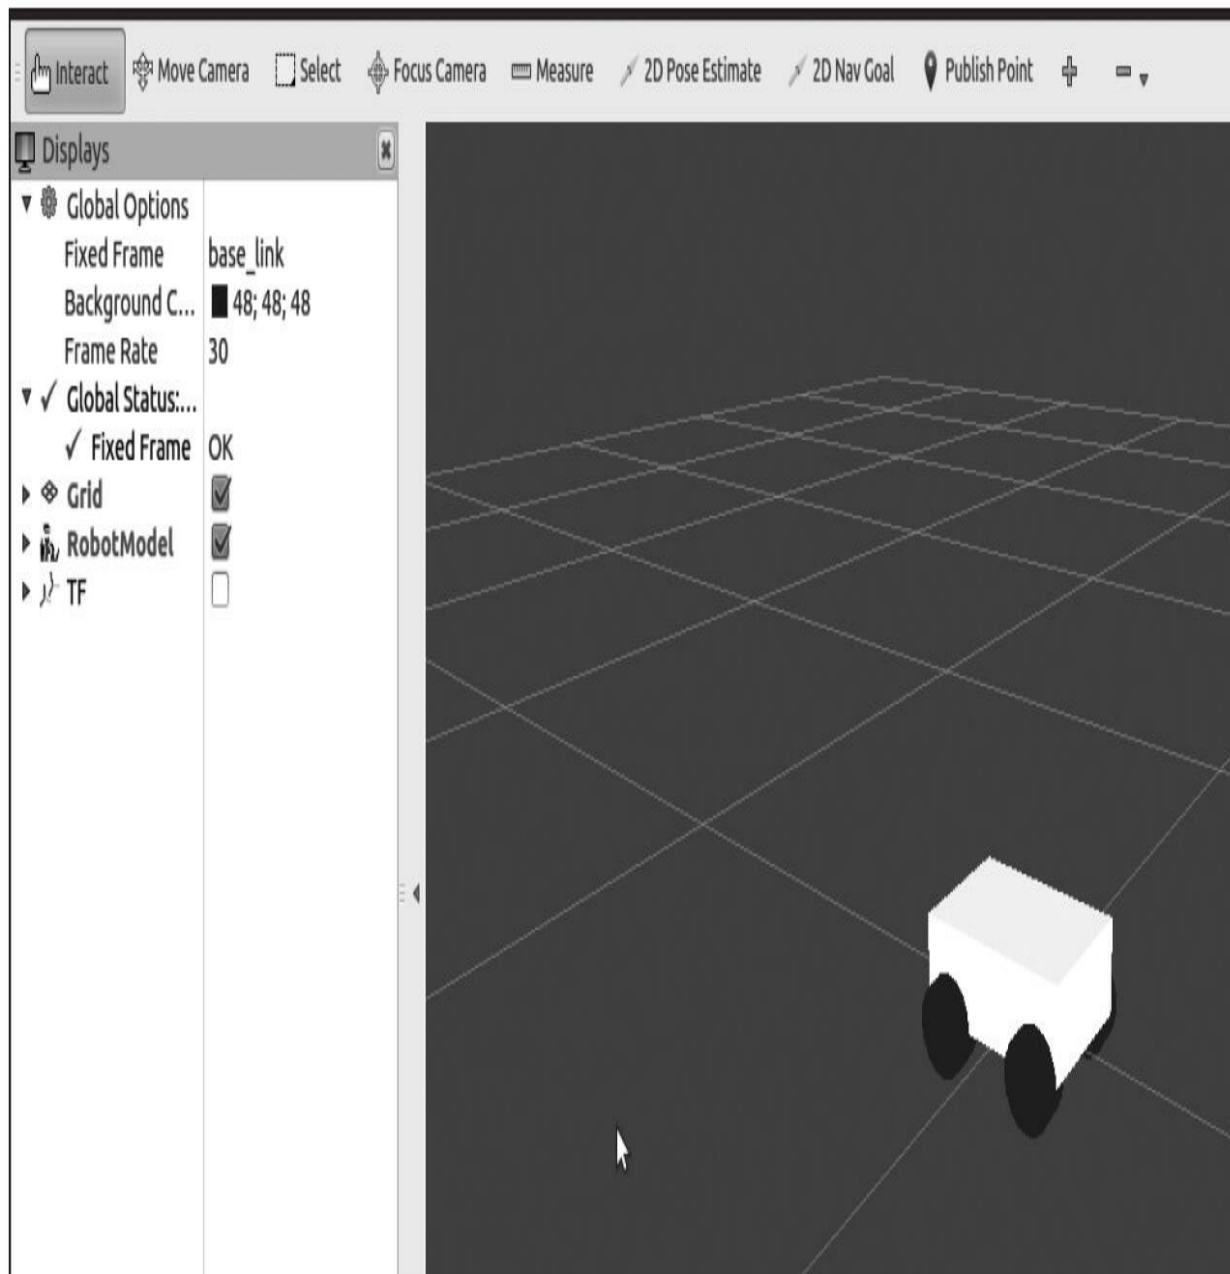 Interact Move Camera Select Focus Camera Measure 2D Pose Estimate 2D Nav Goal Publish Point
Displays
Global Options
Fixed Frame base_link
Background C... 48; 48; 48
Frame Rate 30
Global Status:...
Fixed Frame OK
Grid
RobotModel
TF